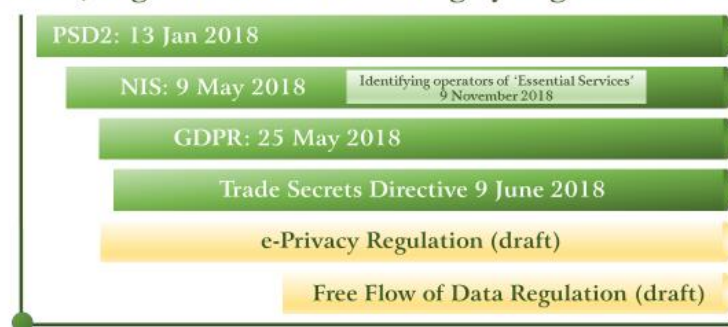 PSD2: 13 Jan 2018
NIS: 9 May 2018
Identifying operators of 'Essential Services'
9 November 2018
GDPR: 25 May 2018
Trade Secrets Directive 9 June 2018
e-Privacy Regulation (draft)
Free Flow of Data Regulation (draft)